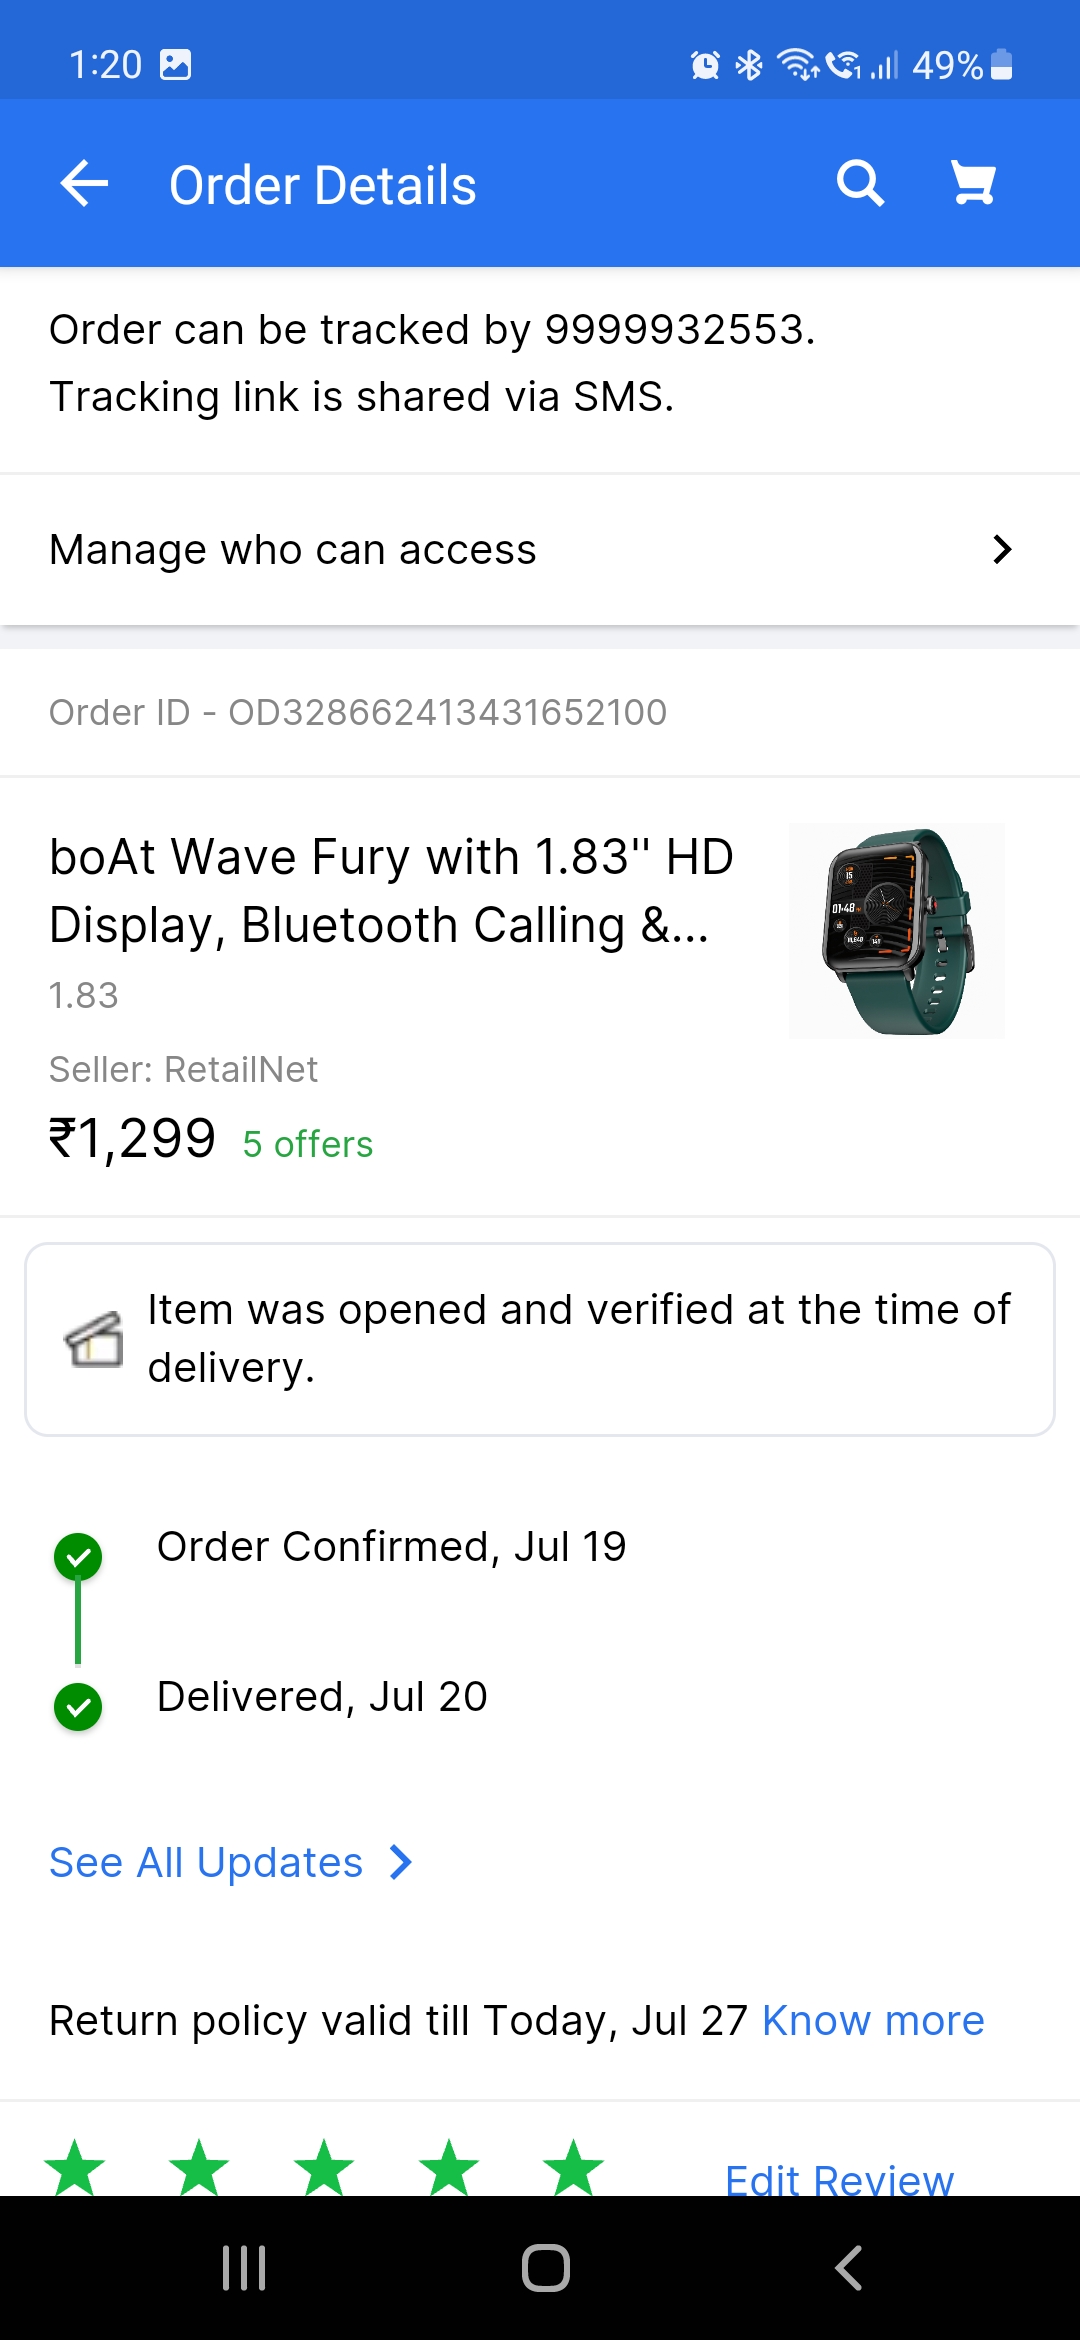 1:20
49%
Order Details
Order can be tracked by 9999932553.
Tracking link is shared via SMS.
Manage who can access
Order ID - OD328662413431652100
boAt Wave Fury with 1.83" HD
Display, Bluetooth Calling &...
1.83
Seller: RetailNet
₹1,299 5 offers
Item was opened and verified at the time of
delivery.
Order Confirmed, Jul 19
Delivered, Jul 20
See All Updates
Return policy valid till Today, Jul 27 Know more
Edit Review